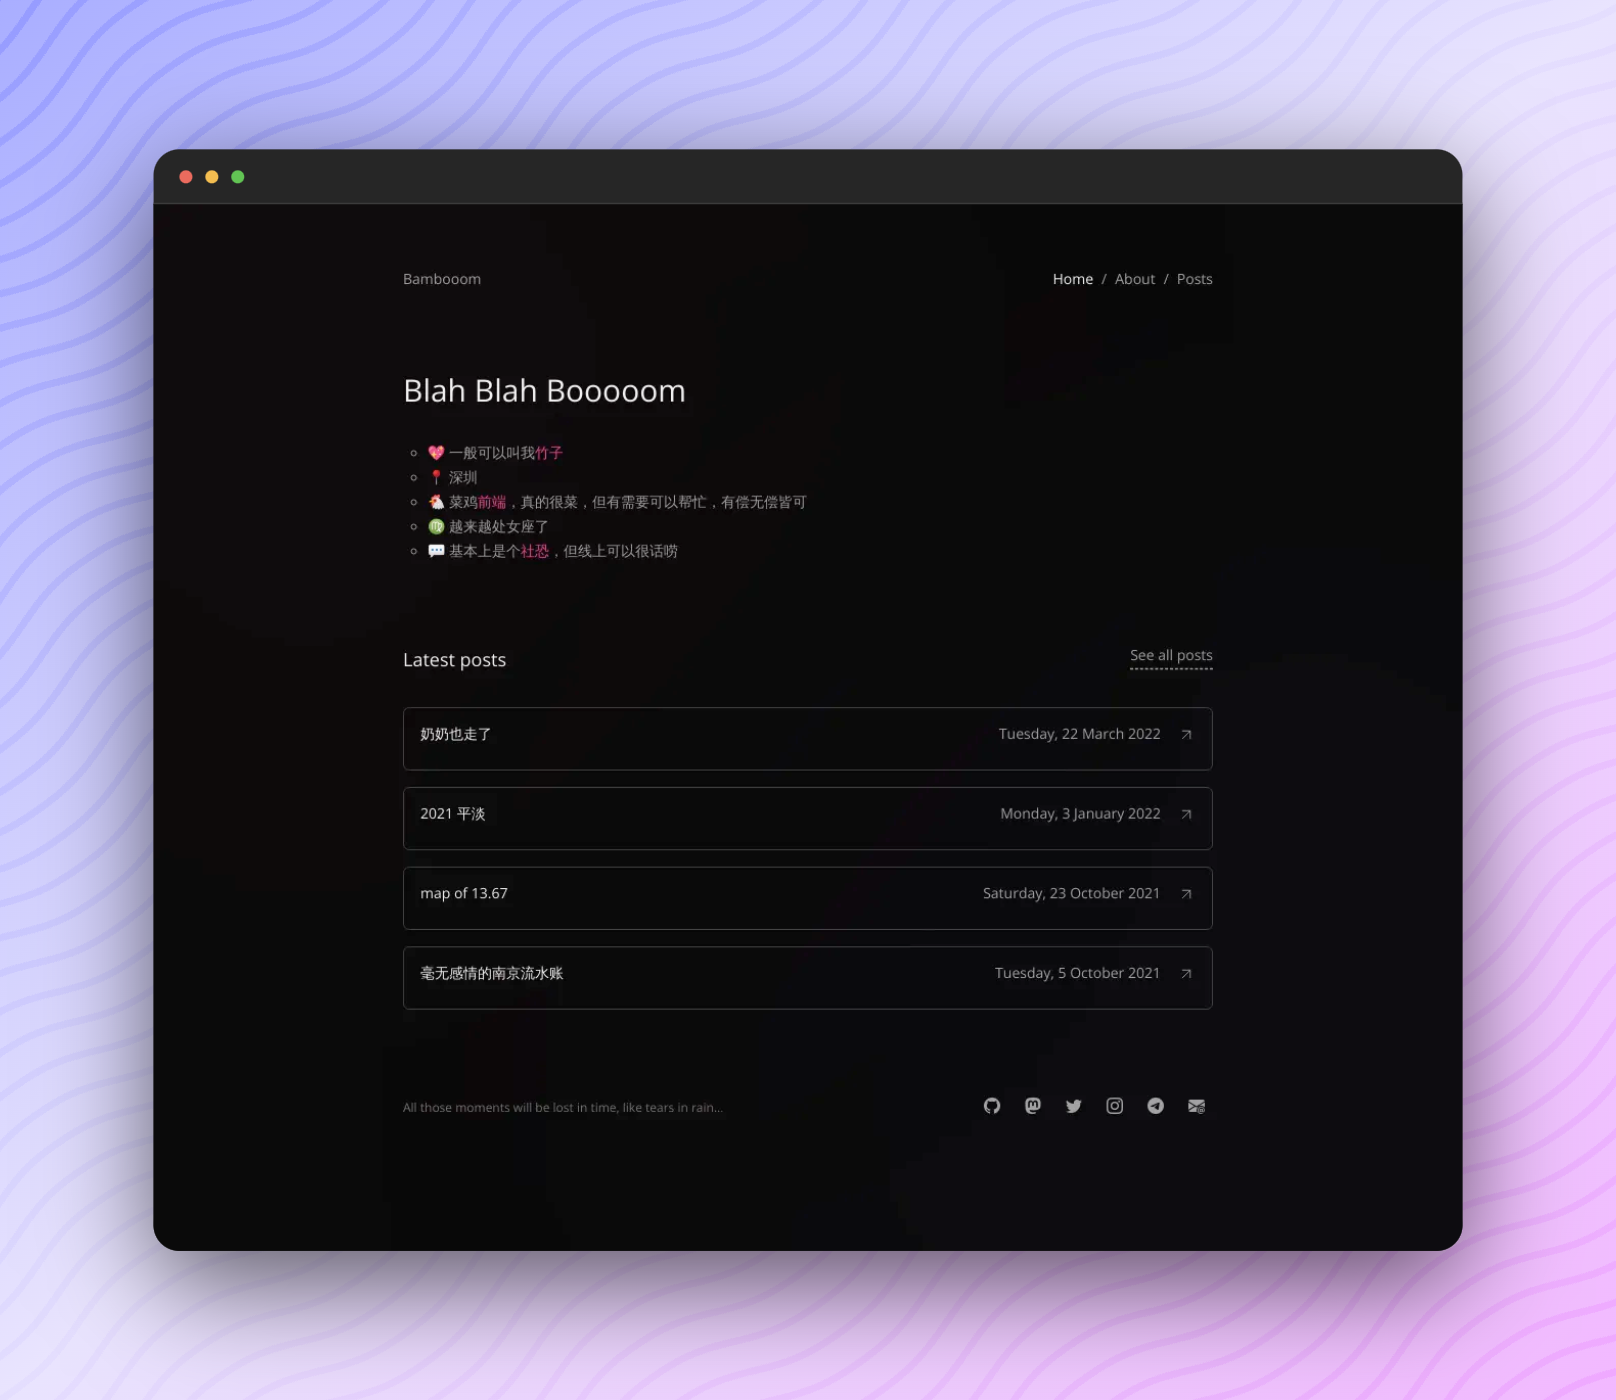 Bambooom
Home / About / Posts
Blah Blah Booooom
💖 一般可以叫我竹子
📍 深圳
🐔 菜鸡前端，真的很菜，但有需要可以帮忙，有偿无偿皆可
♍ 越来越处女座了
💬 基本上是个社恐，但线上可以很话唠
Latest posts
See all posts
奶奶也走了
Tuesday, 22 March 2022
2021 平淡
Monday, 3 January 2022
map of 13.67
Saturday, 23 October 2021
毫无感情的南京流水账
Tuesday, 5 October 2021
All those moments will be lost in time, like tears in rain...